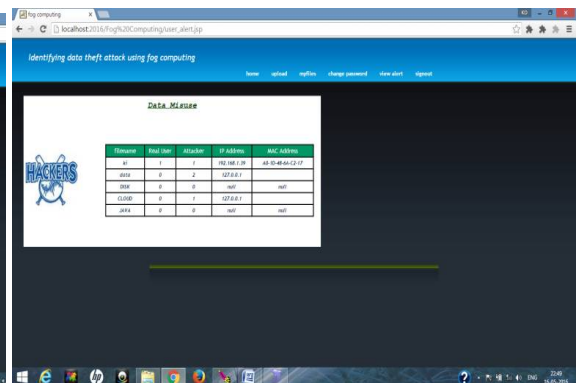 fog computing
localhost:2016/Fog%20Computing/user_alert.jsp
Identifying data theft attack using fog computing
home upload myfiles change password view alert signout
Data Misuse
HACKERS
filename Real User Attacker IP Address MAC Address
1 1 192.168.1.39
data 0 2 127.0.0.1
0 0 null null
CLOUD 0 1 127.0.0.1
JAVA 0 0 null null
ENG 22:49
16-05-2016